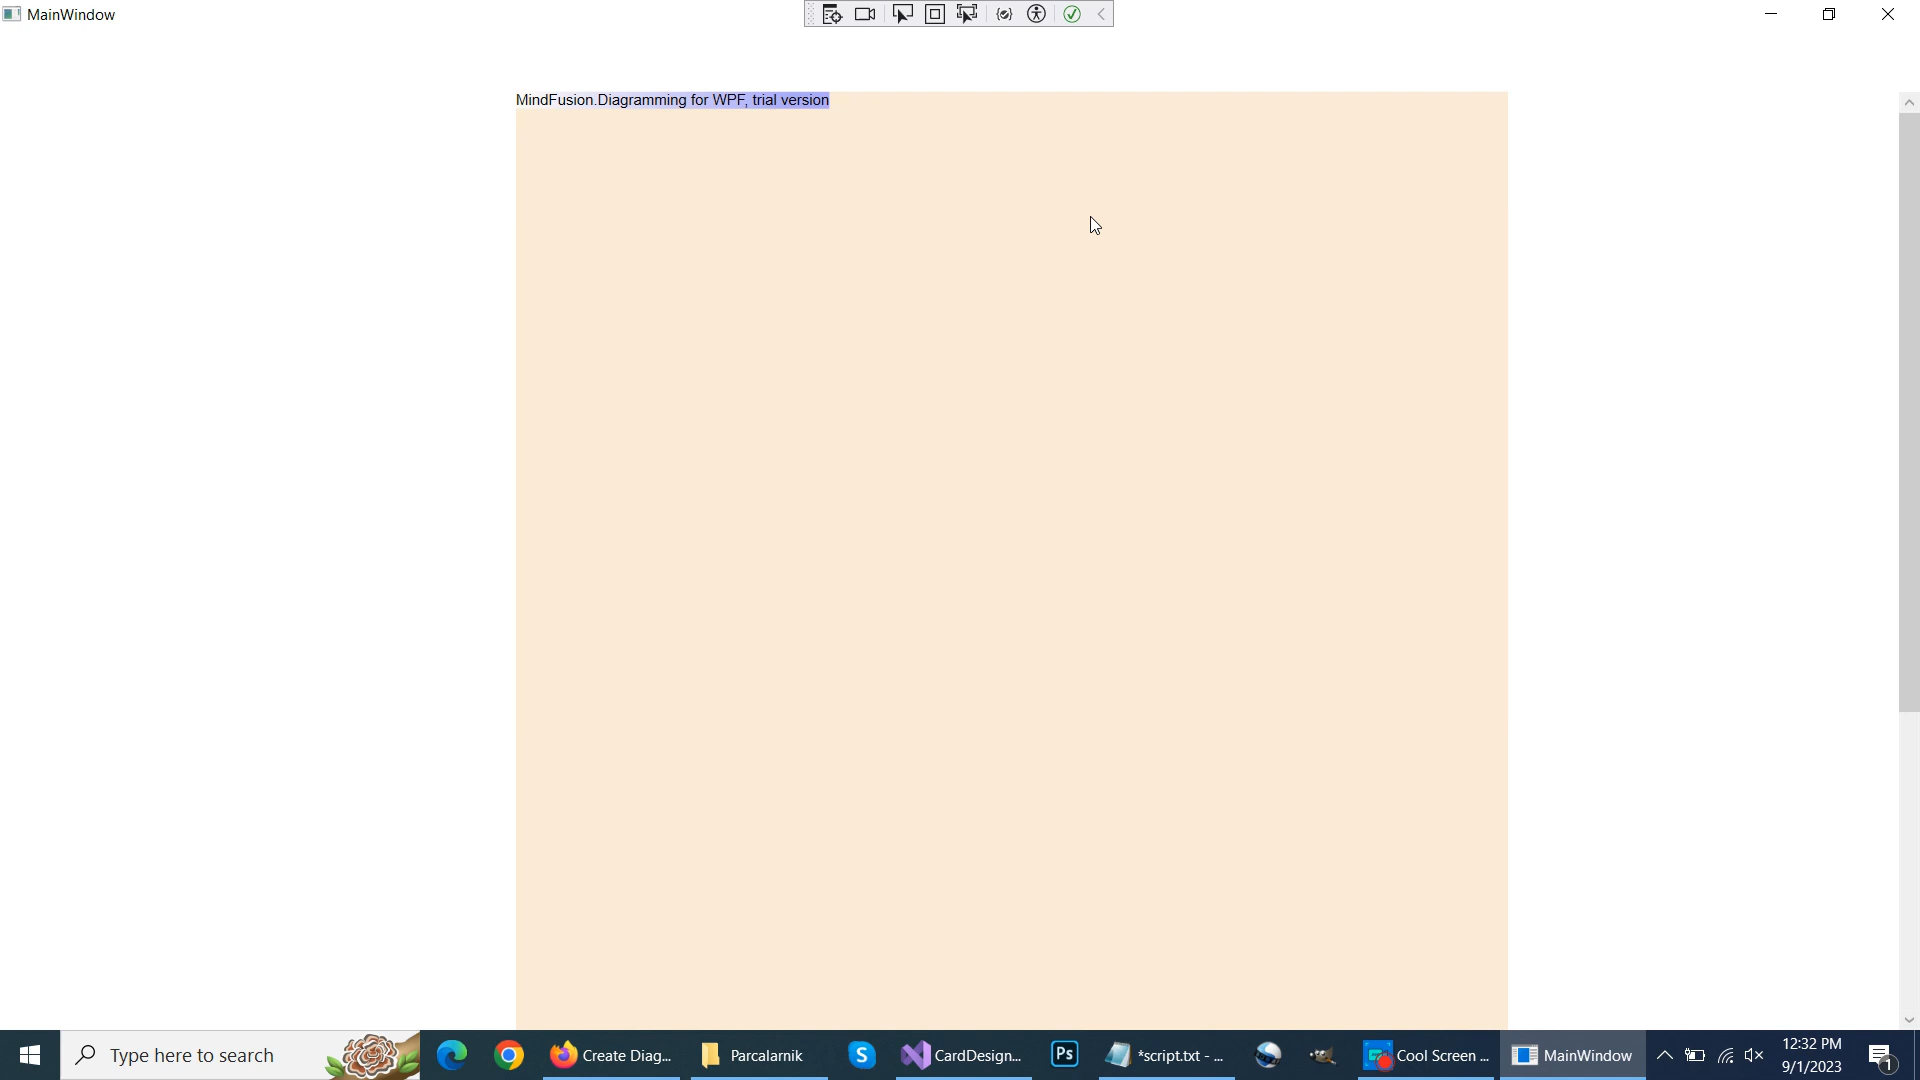 MainWindow
MindFusion.Diagramming for WPF, trial version
Type here to search
Create Diag...
Parcalarnik
S
CardDesign...
Ps
*script.txt - ...
Cool Screen ...
MainWindow
12:32 PM
9/1/2023
1